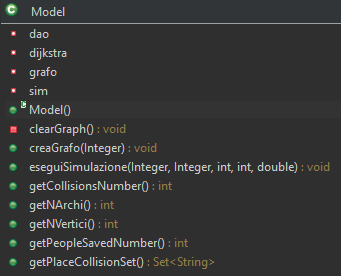 C Model
dao
dijkstra
grafo
sim
C Model()
clearGraph() : void
creaGrafo(Integer) : void
eseguiSimulazione(Integer, Integer, int, int, double) : void
getCollisionsNumber() : int
getNArchi() : int
getNVertici() : int
getPeopleSavedNumber() : int
getPlaceCollisionSet() : Set<String>